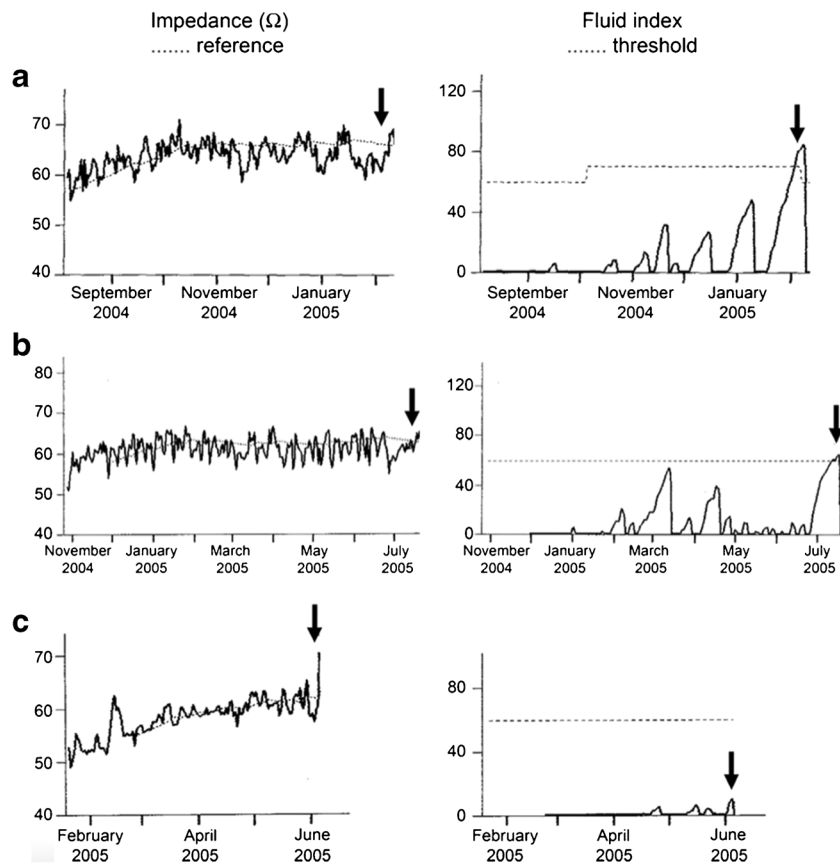 Impedance (Ω)
....... reference
Fluid index
....... threshold
a
70
60
50
40
September
2004
November
2004
January
2005
120
80
40
0
September
2004
November
2004
January
2005
b
80
70
60
50
40
November
2004
January
2005
March
2005
May
2005
July
2005
120
80
40
0
November
2004
January
2005
March
2005
May
2005
July
2005
c
70
60
50
40
February
2005
April
2005
June
2005
80
40
0
February
2005
April
2005
June
2005